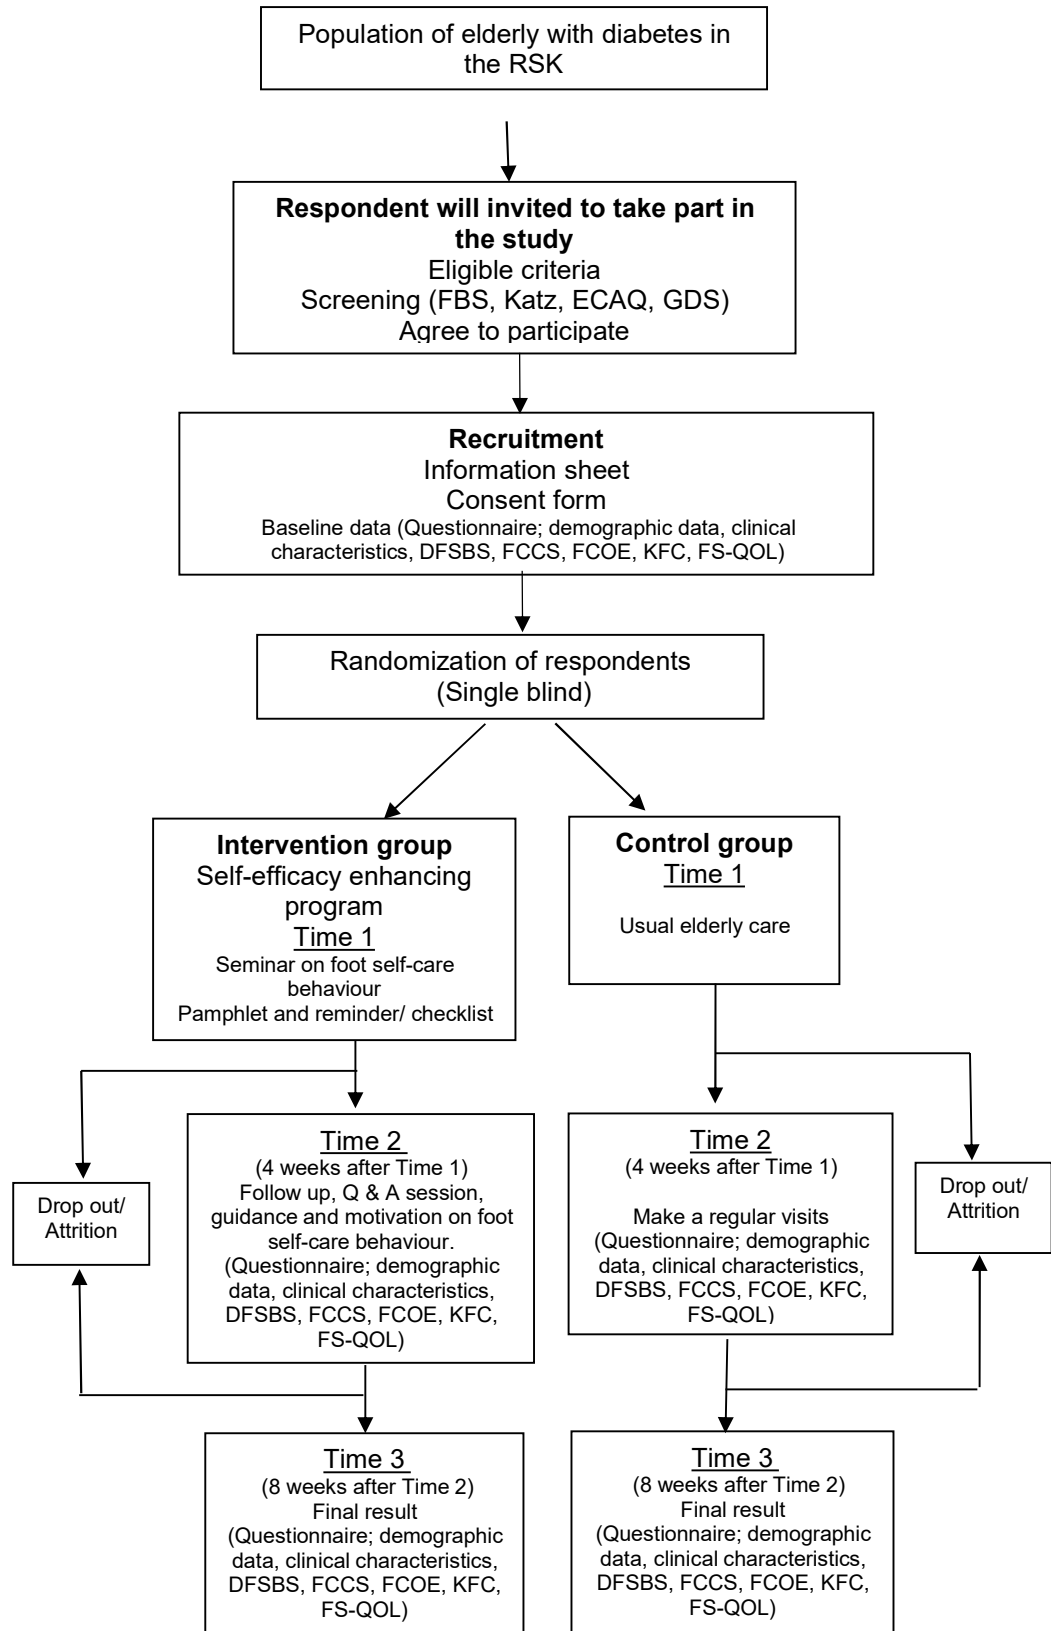 Population of elderly with diabetes in
the RSK
Respondent will invited to take part in
the study
Eligible criteria
Screening (FBS, Katz, ECAQ, GDS)
Agree to participate
Recruitment
Information sheet
Consent form
Baseline data (Questionnaire; demographic data, clinical
characteristics, DFSBS, FCCS, FCOE, KFC, FS-QOL)
Randomization of respondents
(Single blind)
Intervention group
Self-efficacy enhancing
program
Time 1
Seminar on foot self-care
behaviour
Pamphlet and reminder/ checklist
Control group
Time 1
Usual elderly care
Drop out/
Attrition
Time 2
(4 weeks after Time 1)
Follow up, Q & A session,
guidance and motivation on foot
self-care behaviour.
(Questionnaire; demographic
data, clinical characteristics,
DFSBS, FCCS, FCOE, KFC,
FS-QOL)
Time 2
(4 weeks after Time 1)
Make a regular visits
(Questionnaire; demographic
data, clinical characteristics,
DFSBS, FCCS, FCOE, KFC,
FS-QOL)
Drop out/
Attrition
Time 3
(8 weeks after Time 2)
Final result
(Questionnaire; demographic
data, clinical characteristics,
DFSBS, FCCS, FCOE, KFC,
FS-QOL)
Time 3
(8 weeks after Time 2)
Final result
(Questionnaire; demographic
data, clinical characteristics,
DFSBS, FCCS, FCOE, KFC,
FS-QOL)